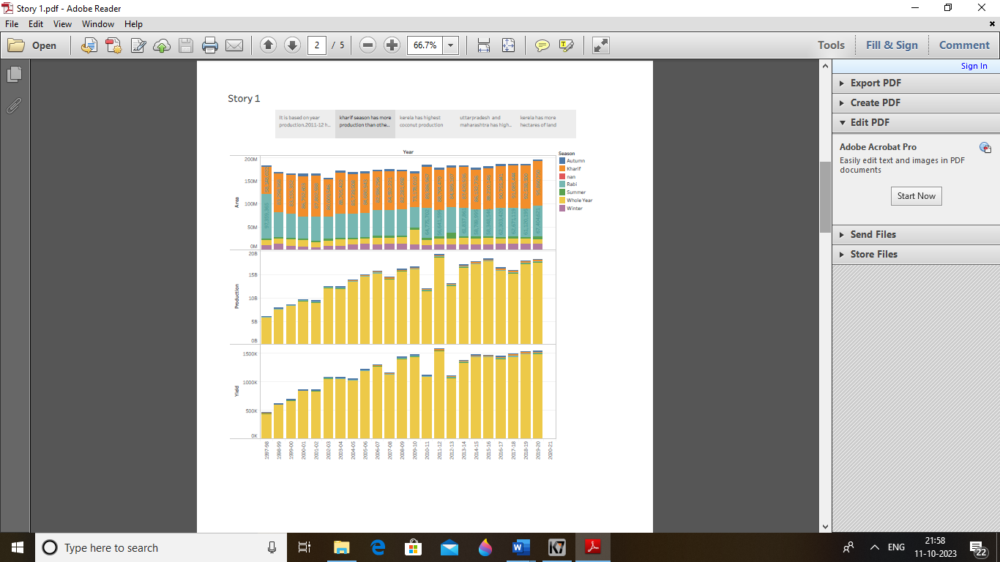 Story 1.pdf - Adobe Reader
File Edit View Window Help
Open 2 / 5 66.7% Tools Fill & Sign Comment
Sign In
Export PDF
Create PDF
Edit PDF
Adobe Acrobat Pro
Easily edit text and images in PDF
documents
Start Now
Send Files
Store Files
Story 1
It is based on year
production.2011-12 h..
kharif season has more
production than othe..
kerela has highest
coconut production
uttarpradesh and
maharashtra has high..
kerela has more
hectares of land
Year
Season
Autumn
Kharif
nan
Rabi
Summer
Whole Year
Winter
Area
200M
150M
100M
50M
0M
Production
20B
15B
10B
5B
0B
Yield
1500K
1000K
500K
0K
1997-98
1998-99
1999-00
2000-01
2001-02
2002-03
2003-04
2004-05
2005-06
2006-07
2007-08
2008-09
2009-10
2010-11
2011-12
2012-13
2013-14
2014-15
2015-16
2016-17
2017-18
2018-19
2019-20
2020-21
Type here to search
ENG
21:58
11-10-2023
22